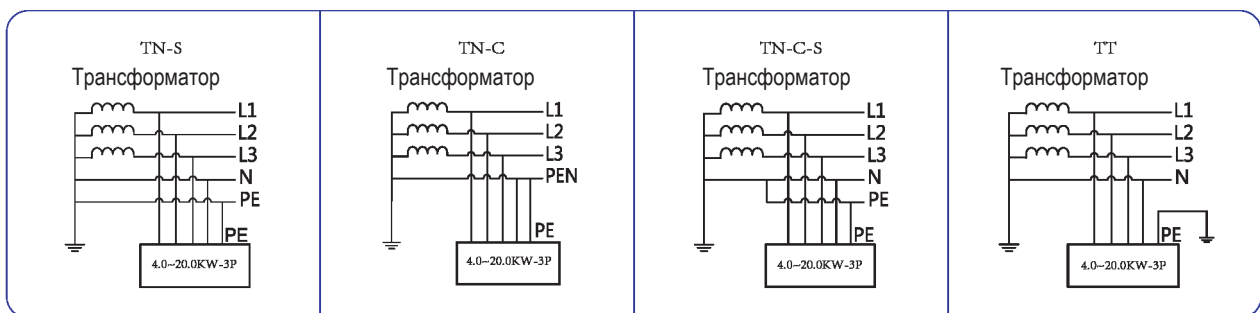 TN-S
Трансформатор
L1
L2
L3
N
PE
PE
4.0~20.0KW-3P
TN-C
Трансформатор
L1
L2
L3
PEN
PE
4.0~20.0KW-3P
TN-C-S
Трансформатор
L1
L2
L3
N
PE
PE
4.0~20.0KW-3P
TT
Трансформатор
L1
L2
L3
N
PE
4.0~20.0KW-3P